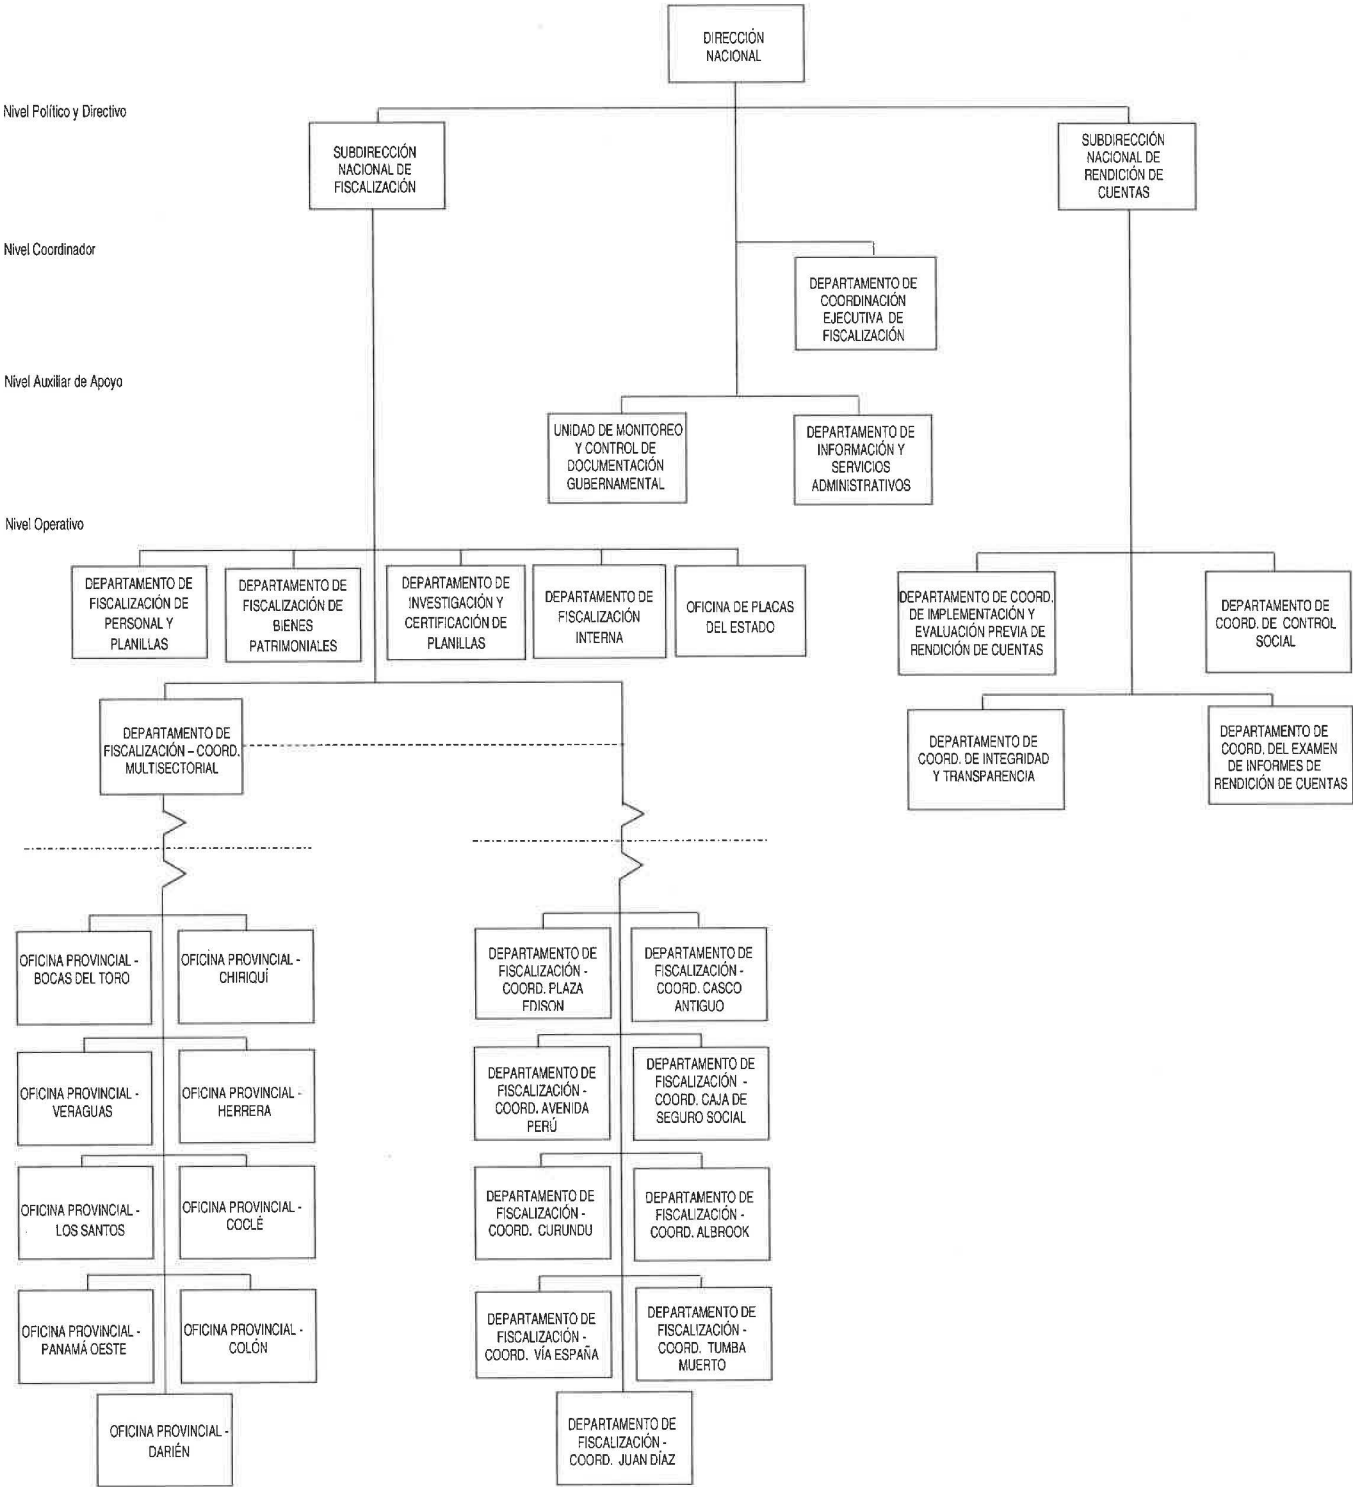 DIRECCIÓN
NACIONAL
Nivel Político y Directivo
SUBDIRECCIÓN
NACIONAL DE
FISCALIZACIÓN
SUBDIRECCIÓN
NACIONAL DE
RENDICIÓN DE
CUENTAS
Nivel Coordinador
DEPARTAMENTO DE
COORDINACIÓN
EJECUTIVA DE
FISCALIZACIÓN
Nivel Auxiliar de Apoyo
UNIDAD DE MONITOREO
Y CONTROL DE
DOCUMENTACIÓN
GUBERNAMENTAL
DEPARTAMENTO DE
INFORMACIÓN Y
SERVICIOS
ADMINISTRATIVOS
Nivel Operativo
DEPARTAMENTO DE
FISCALIZACIÓN DE
PERSONAL Y
PLANILLAS
DEPARTAMENTO DE
FISCALIZACIÓN DE
BIENES
PATRIMONIALES
DEPARTAMENTO DE
INVESTIGACIÓN Y
CERTIFICACIÓN DE
PLANILLAS
DEPARTAMENTO DE
FISCALIZACIÓN
INTERNA
OFICINA DE PLACAS
DEL ESTADO
DEPARTAMENTO DE COORD.
DE IMPLEMENTACIÓN Y
EVALUACIÓN PREVIA DE
RENDICIÓN DE CUENTAS
DEPARTAMENTO DE
COORD. DE CONTROL
SOCIAL
DEPARTAMENTO DE
FISCALIZACIÓN – COORD.
MULTISECTORIAL
DEPARTAMENTO DE
COORD. DE INTEGRIDAD
Y TRANSPARENCIA
DEPARTAMENTO DE
COORD. DEL EXAMEN
DE INFORMES DE
RENDICIÓN DE CUENTAS
OFICINA PROVINCIAL -
BOCAS DEL TORO
OFICINA PROVINCIAL -
CHIRIQUÍ
DEPARTAMENTO DE
FISCALIZACIÓN -
COORD. PLAZA
EDISON
DEPARTAMENTO DE
FISCALIZACIÓN -
COORD. CASCO
ANTIGUO
OFICINA PROVINCIAL -
VERAGUAS
OFICINA PROVINCIAL -
HERRERA
DEPARTAMENTO DE
FISCALIZACIÓN -
COORD. AVENIDA
PERÚ
DEPARTAMENTO DE
FISCALIZACIÓN -
COORD. CAJA DE
SEGURO SOCIAL
OFICINA PROVINCIAL -
LOS SANTOS
OFICINA PROVINCIAL -
COCLÉ
DEPARTAMENTO DE
FISCALIZACIÓN -
COORD. CURUNDU
DEPARTAMENTO DE
FISCALIZACIÓN -
COORD. ALBROOK
OFICINA PROVINCIAL -
PANAMÁ OESTE
OFICINA PROVINCIAL -
COLÓN
DEPARTAMENTO DE
FISCALIZACIÓN -
COORD. VÍA ESPAÑA
DEPARTAMENTO DE
FISCALIZACIÓN -
COORD. TUMBA
MUERTO
OFICINA PROVINCIAL -
DARIÉN
DEPARTAMENTO DE
FISCALIZACIÓN -
COORD. JUAN DÍAZ